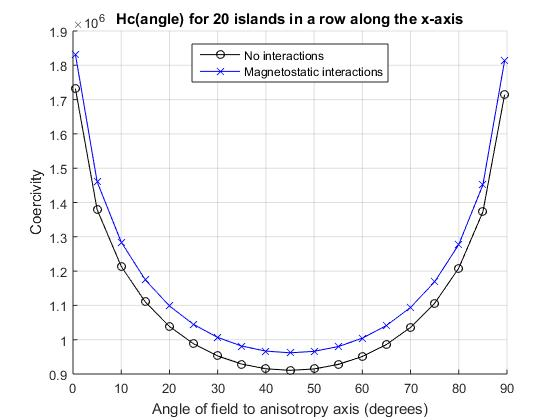 Hc(angle) for 20 islands in a row along the x-axis
×10^6
1.9
1.8
1.7
1.6
1.5
1.4
1.3
1.2
1.1
1
0.9
Coercivity
No interactions
Magnetostatic interactions
0 10 20 30 40 50 60 70 80 90
Angle of field to anisotropy axis (degrees)